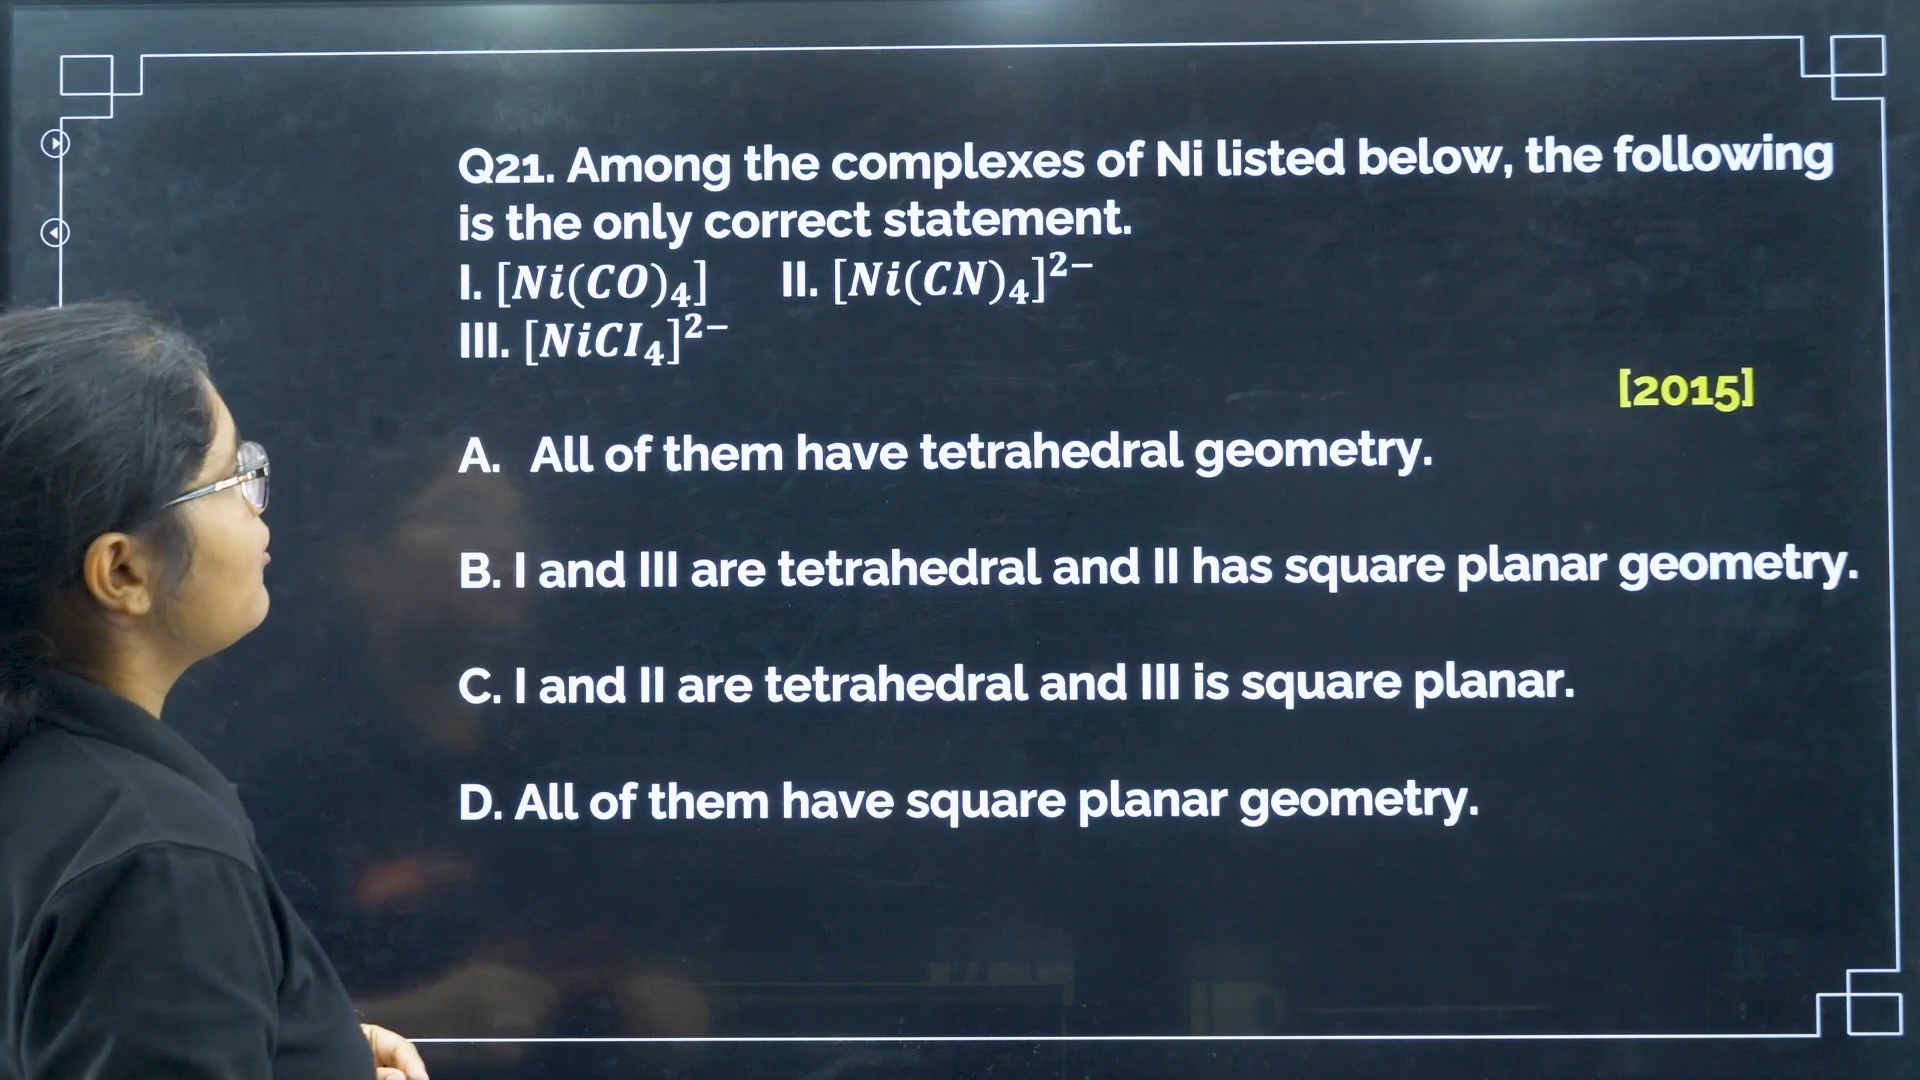 Q21. Among the complexes of Ni listed below, the following
is the only correct statement.
I. [Ni(CO)₄] II. [Ni(CN)₄]²⁻
III. [NiCI₄]²⁻
[2015]
A. All of them have tetrahedral geometry.
B. I and III are tetrahedral and II has square planar geometry.
C. I and II are tetrahedral and III is square planar.
D. All of them have square planar geometry.